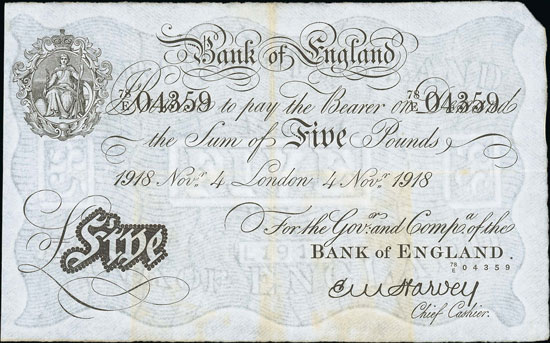 Bank of England
78/E 04359 78/E 04359
Promise to pay the Bearer on Demand
the Sum of Five Pounds
1918 Novr. 4 London 4 Novr. 1918
For the Govr. and Compa. of the
BANK OF ENGLAND.
78/E 04359
Five
E M Harvey
Chief Cashier.